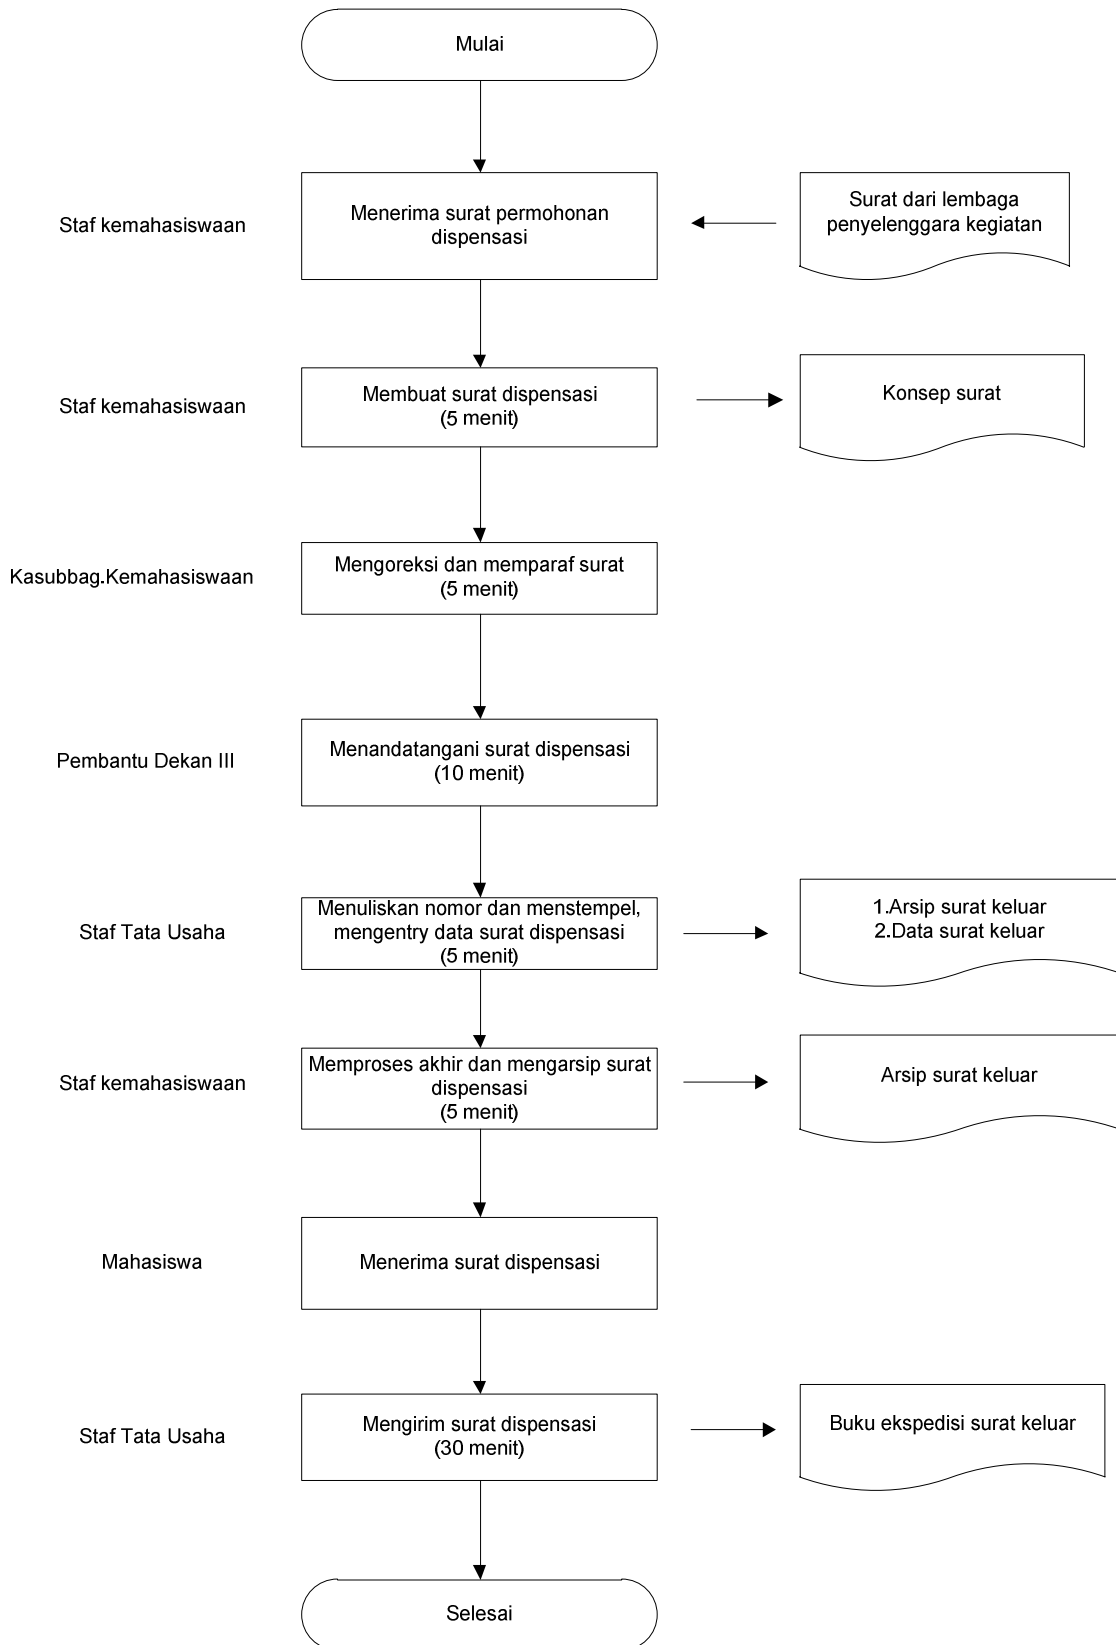 Mulai
Staf kemahasiswaan
Menerima surat permohonan
dispensasi
Surat dari lembaga
penyelenggara kegiatan
Staf kemahasiswaan
Membuat surat dispensasi
(5 menit)
Konsep surat
Kasubbag.Kemahasiswaan
Mengoreksi dan memparaf surat
(5 menit)
Pembantu Dekan III
Menandatangani surat dispensasi
(10 menit)
Staf Tata Usaha
Menuliskan nomor dan menstempel,
mengentry data surat dispensasi
(5 menit)
1.Arsip surat keluar
2.Data surat keluar
Staf kemahasiswaan
Memproses akhir dan mengarsip surat
dispensasi
(5 menit)
Arsip surat keluar
Mahasiswa
Menerima surat dispensasi
Staf Tata Usaha
Mengirim surat dispensasi
(30 menit)
Buku ekspedisi surat keluar
Selesai